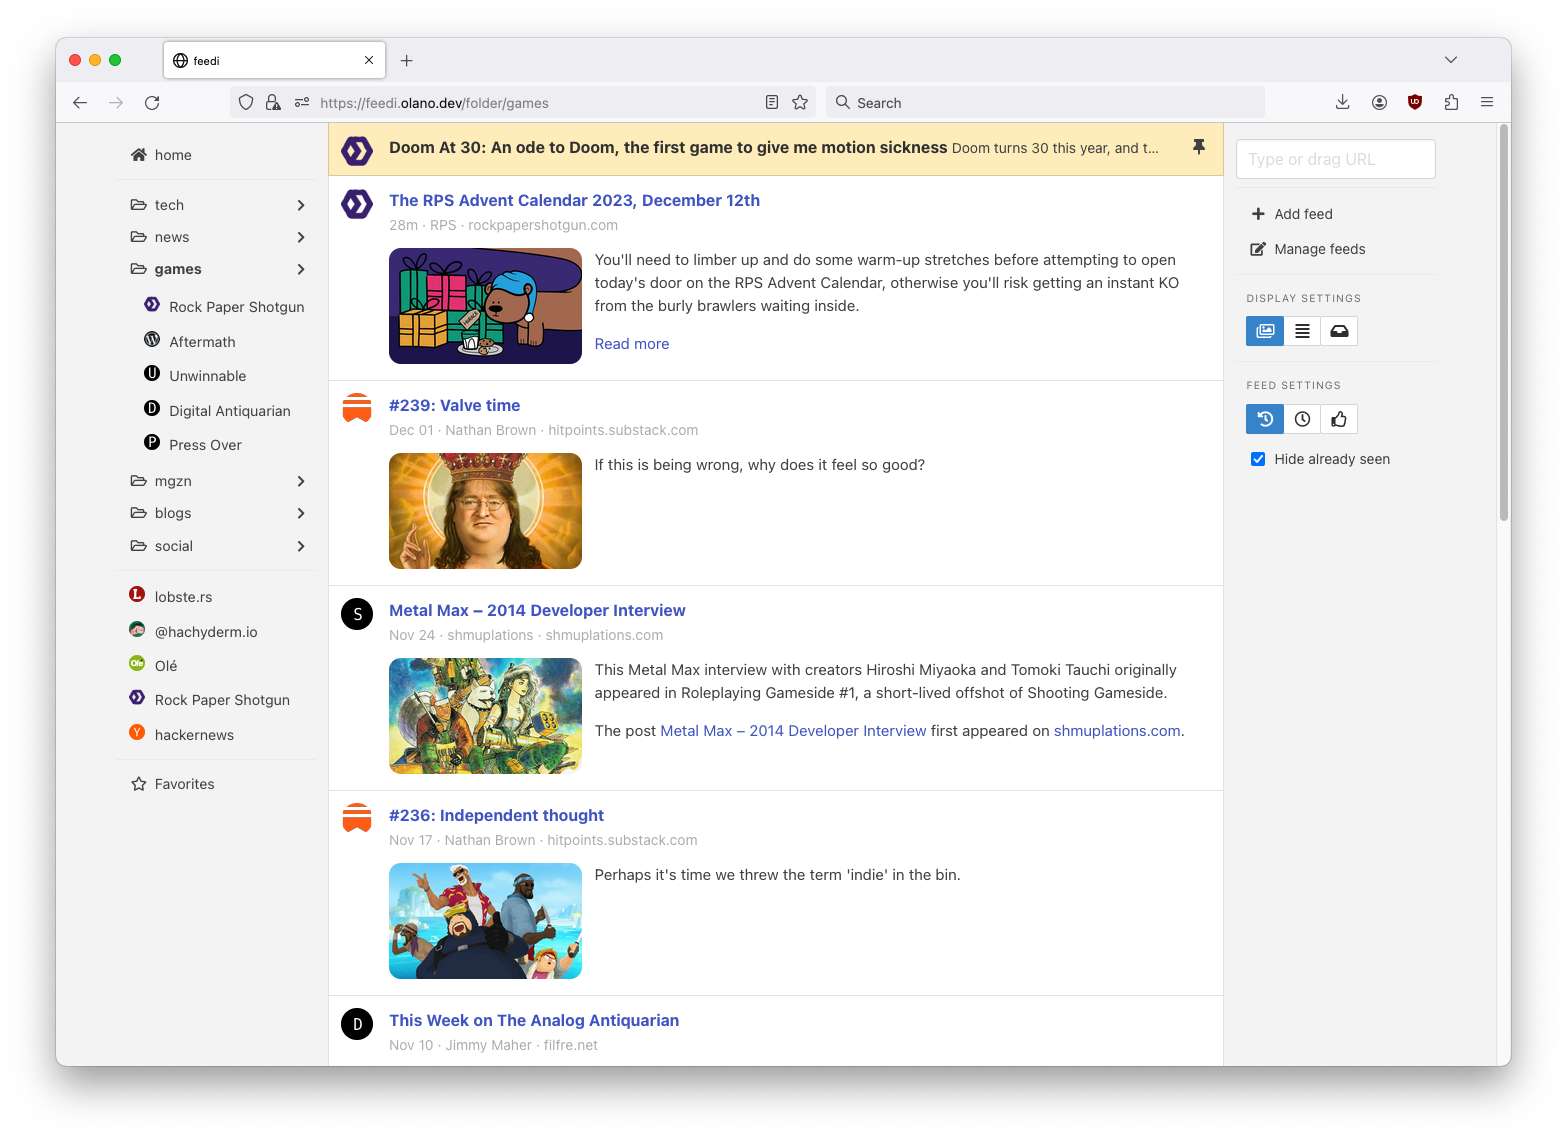 feedi
https://feedi.olano.dev/folder/games
Search
home
tech
news
games
Rock Paper Shotgun
Aftermath
U Unwinnable
D Digital Antiquarian
P Press Over
mgzn
blogs
social
L lobste.rs
@hachyderm.io
Olé Olé
Rock Paper Shotgun
Y hackernews
Favorites
Doom At 30: An ode to Doom, the first game to give me motion sickness Doom turns 30 this year, and t...
The RPS Advent Calendar 2023, December 12th
28m · RPS · rockpapershotgun.com
You'll need to limber up and do some warm-up stretches before attempting to open
today's door on the RPS Advent Calendar, otherwise you'll risk getting an instant KO
from the burly brawlers waiting inside.
Read more
#239: Valve time
Dec 01 · Nathan Brown · hitpoints.substack.com
If this is being wrong, why does it feel so good?
S
Metal Max – 2014 Developer Interview
Nov 24 · shmuplations · shmuplations.com
This Metal Max interview with creators Hiroshi Miyaoka and Tomoki Tauchi originally
appeared in Roleplaying Gameside #1, a short-lived offshot of Shooting Gameside.
The post Metal Max – 2014 Developer Interview first appeared on shmuplations.com.
#236: Independent thought
Nov 17 · Nathan Brown · hitpoints.substack.com
Perhaps it's time we threw the term 'indie' in the bin.
D
This Week on The Analog Antiquarian
Nov 10 · Jimmy Maher · filfre.net
Type or drag URL
Add feed
Manage feeds
DISPLAY SETTINGS
FEED SETTINGS
Hide already seen